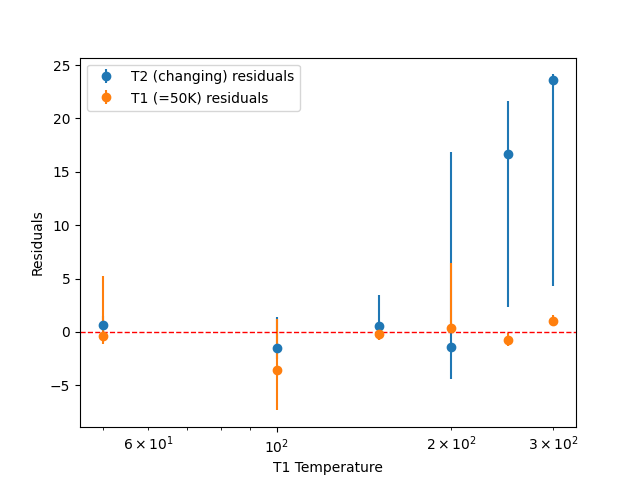 T2 (changing) residuals
T1 (=50K) residuals
25
20
15
10
5
0
−5
Residuals
6 × 10¹
10²
2 × 10²
3 × 10²
T1 Temperature